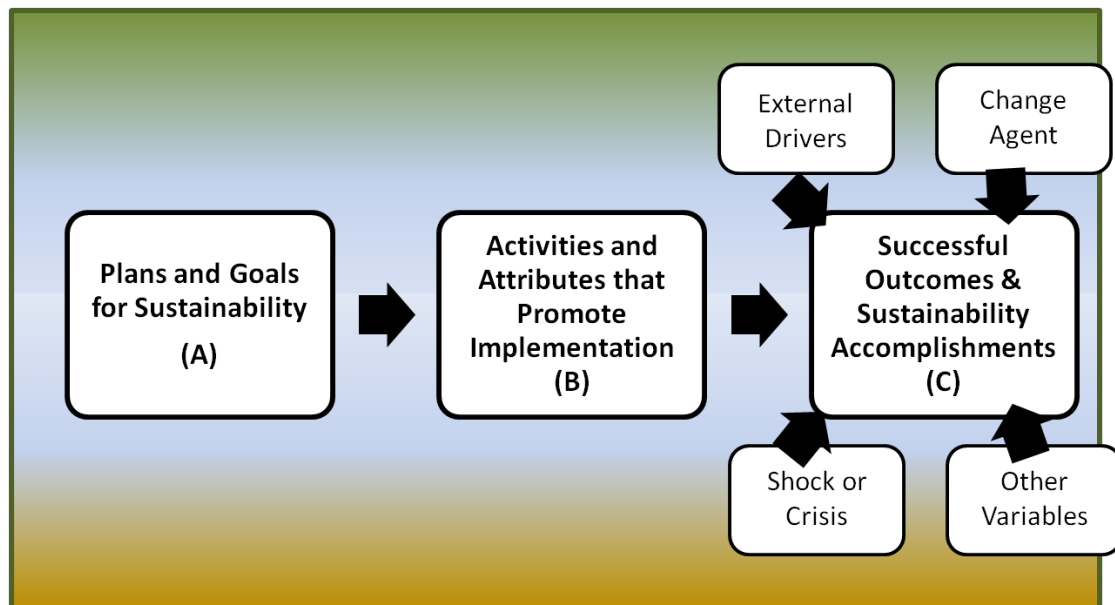 External
Drivers
Change
Agent
Plans and Goals
for Sustainability
(A)
Activities and
Attributes that
Promote
Implementation
(B)
Successful
Outcomes &
Sustainability
Accomplishments
(C)
Shock or
Crisis
Other
Variables